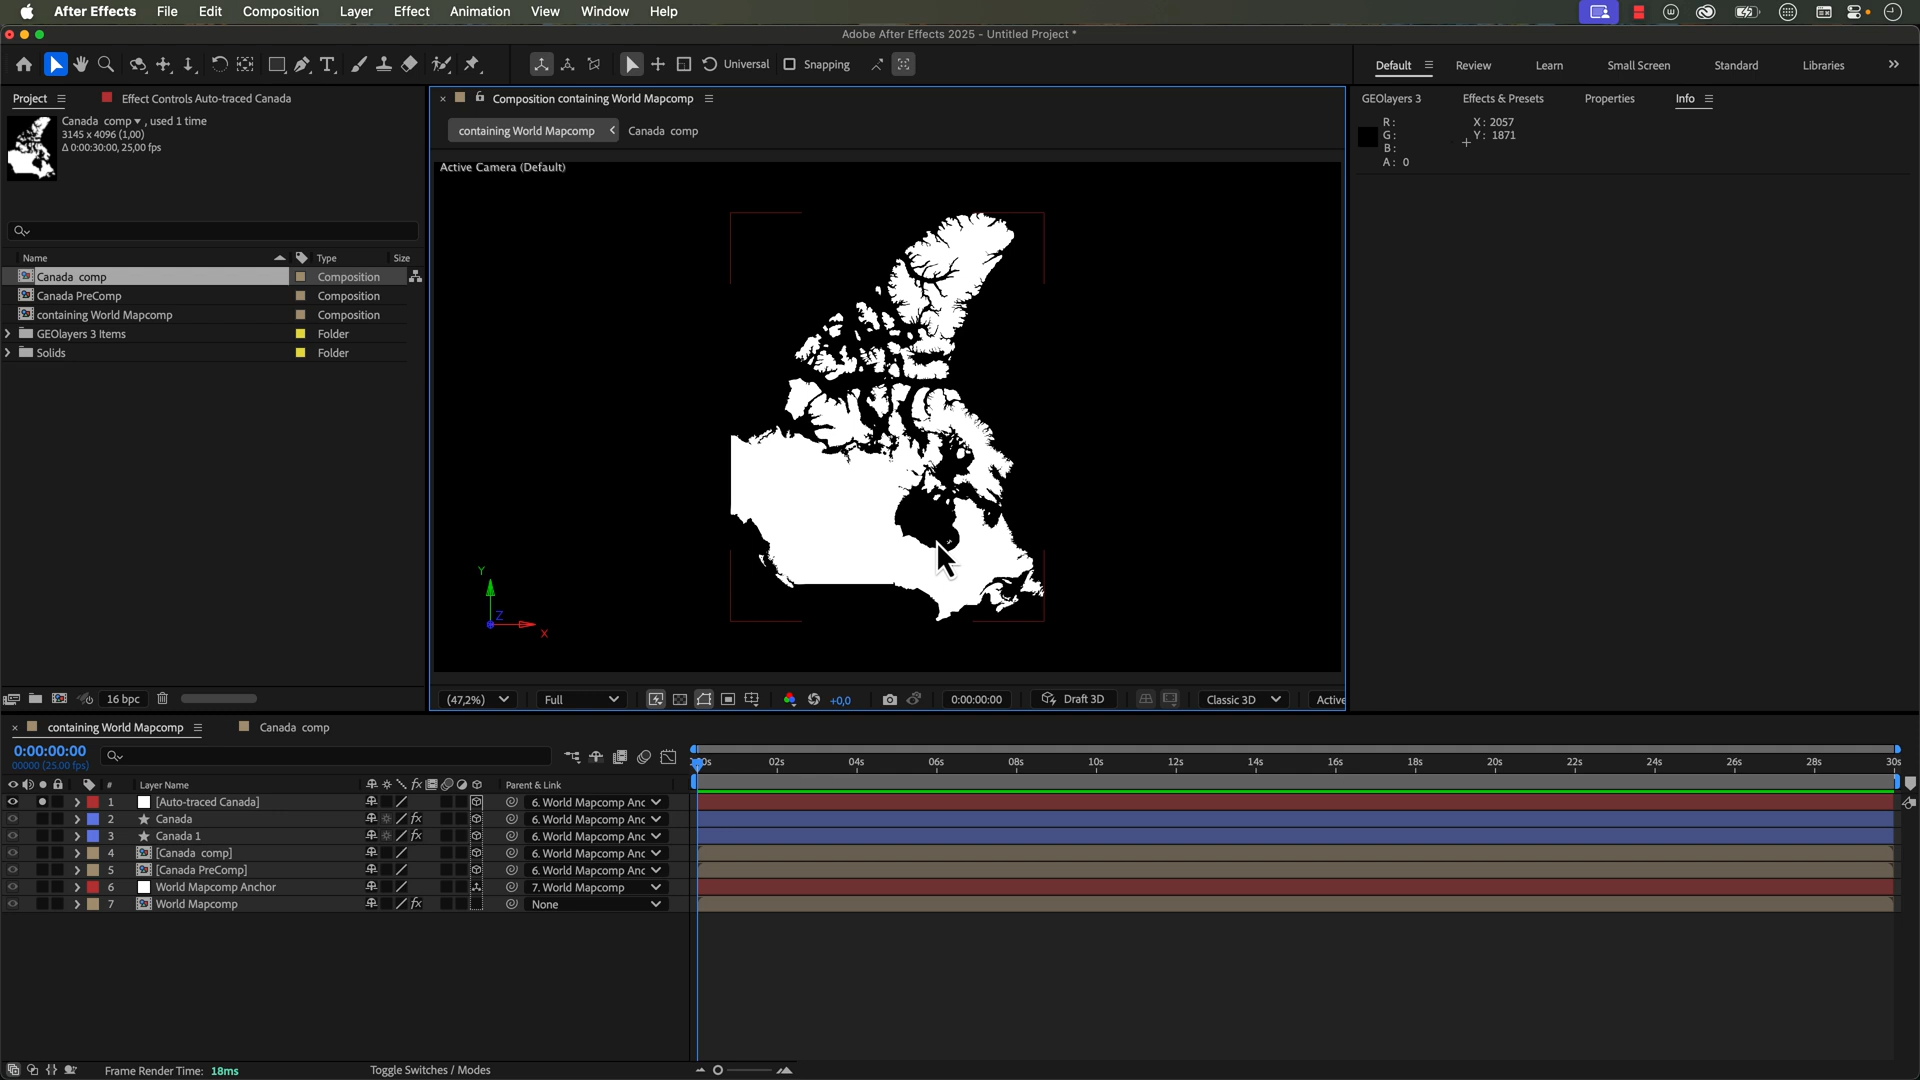 After Effects File Edit Composition Layer Effect Animation View Window Help
Adobe After Effects 2025 - Untitled Project *
Universal Snapping Default Review Learn Small Screen Standard Libraries
Project Effect Controls Auto-traced Canada
Canada comp , used 1 time
3145 x 4096 (1,00)
Δ 0:00:30:00, 25,00 fps
Composition containing World Mapcomp
containing World Mapcomp Canada comp
Active Camera (Default)
GEOlayers 3 Effects & Presets Properties Info
R:
G:
B:
A: 0
X: 2057
Y: 1871
Name Type Size
Canada comp Composition
Canada PreComp Composition
containing World Mapcomp Composition
GEOlayers 3 Items Folder
Solids Folder
Y
Z
X
16 bpc
(47,2%) Full +0,0 0:00:00:00 Draft 3D Classic 3D Active
containing World Mapcomp Canada comp
0:00:00:00
00000 (25.00 fps)
02s 04s 06s 08s 10s 12s 14s 16s 18s 20s 22s 24s 26s 28s 30s
# Layer Name fx Parent & Link
1 [Auto-traced Canada] 6. World Mapcomp Anc
2 Canada fx 6. World Mapcomp Anc
3 Canada 1 fx 6. World Mapcomp Anc
4 [Canada comp] 6. World Mapcomp Anc
5 [Canada PreComp] 6. World Mapcomp Anc
6 World Mapcomp Anchor 7. World Mapcomp
7 World Mapcomp fx None
Frame Render Time: 18ms Toggle Switches / Modes